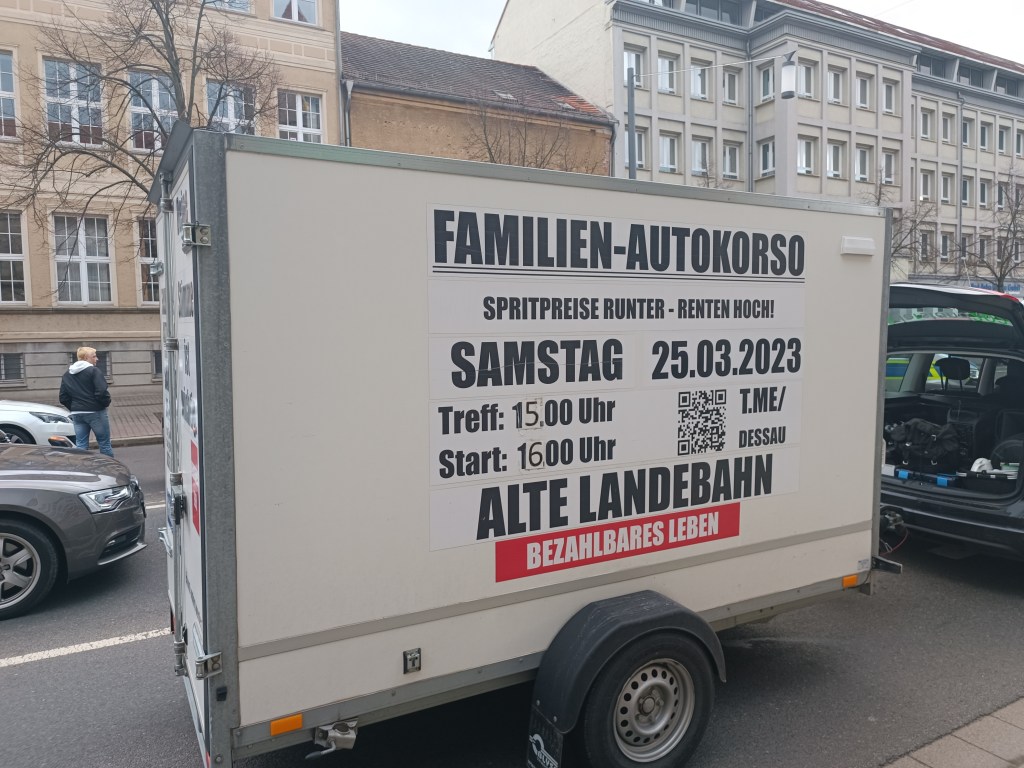 FAMILIEN-AUTOKORSO
SPRITPREISE RUNTER - RENTEN HOCH!
SAMSTAG 25.03.2023
Treff: 15.00 Uhr
Start: 16.00 Uhr
T.ME/
DESSAU
ALTE LANDEBAHN
BEZAHLBARES LEBEN